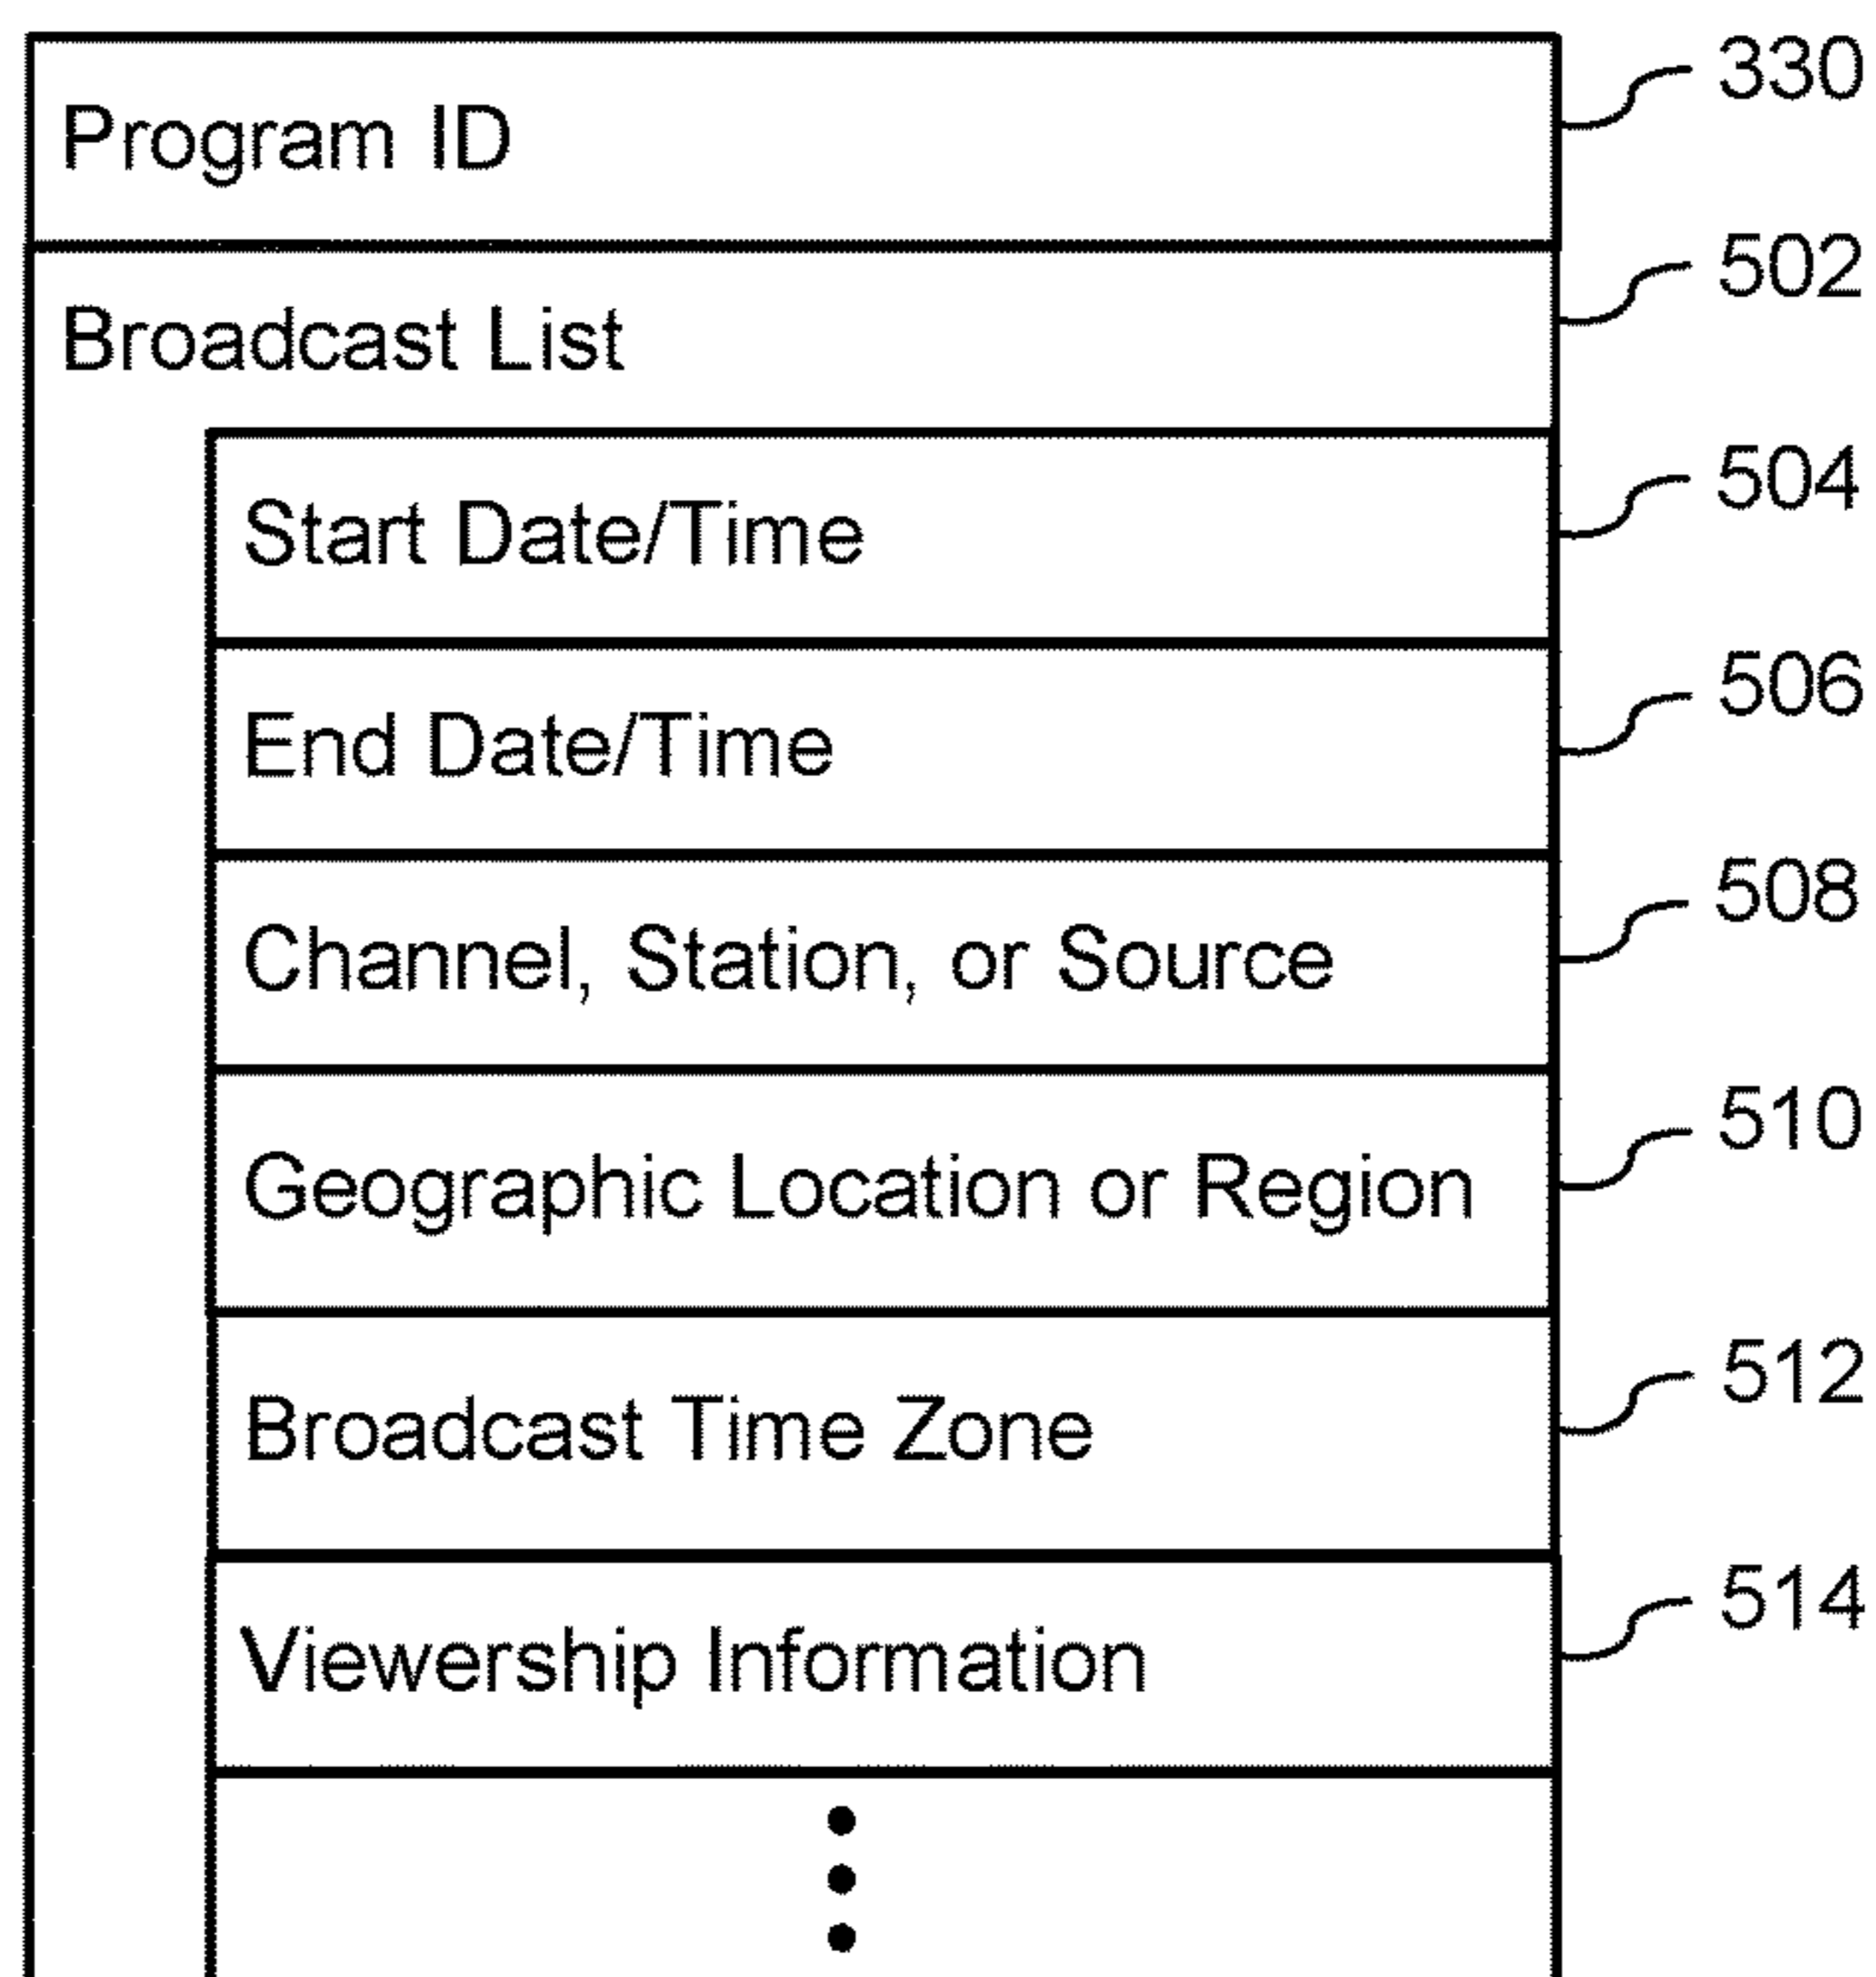 Program ID 330
Broadcast List 502
Start Date/Time 504
End Date/Time 506
Channel, Station, or Source 508
Geographic Location or Region 510
Broadcast Time Zone 512
Viewership Information 514